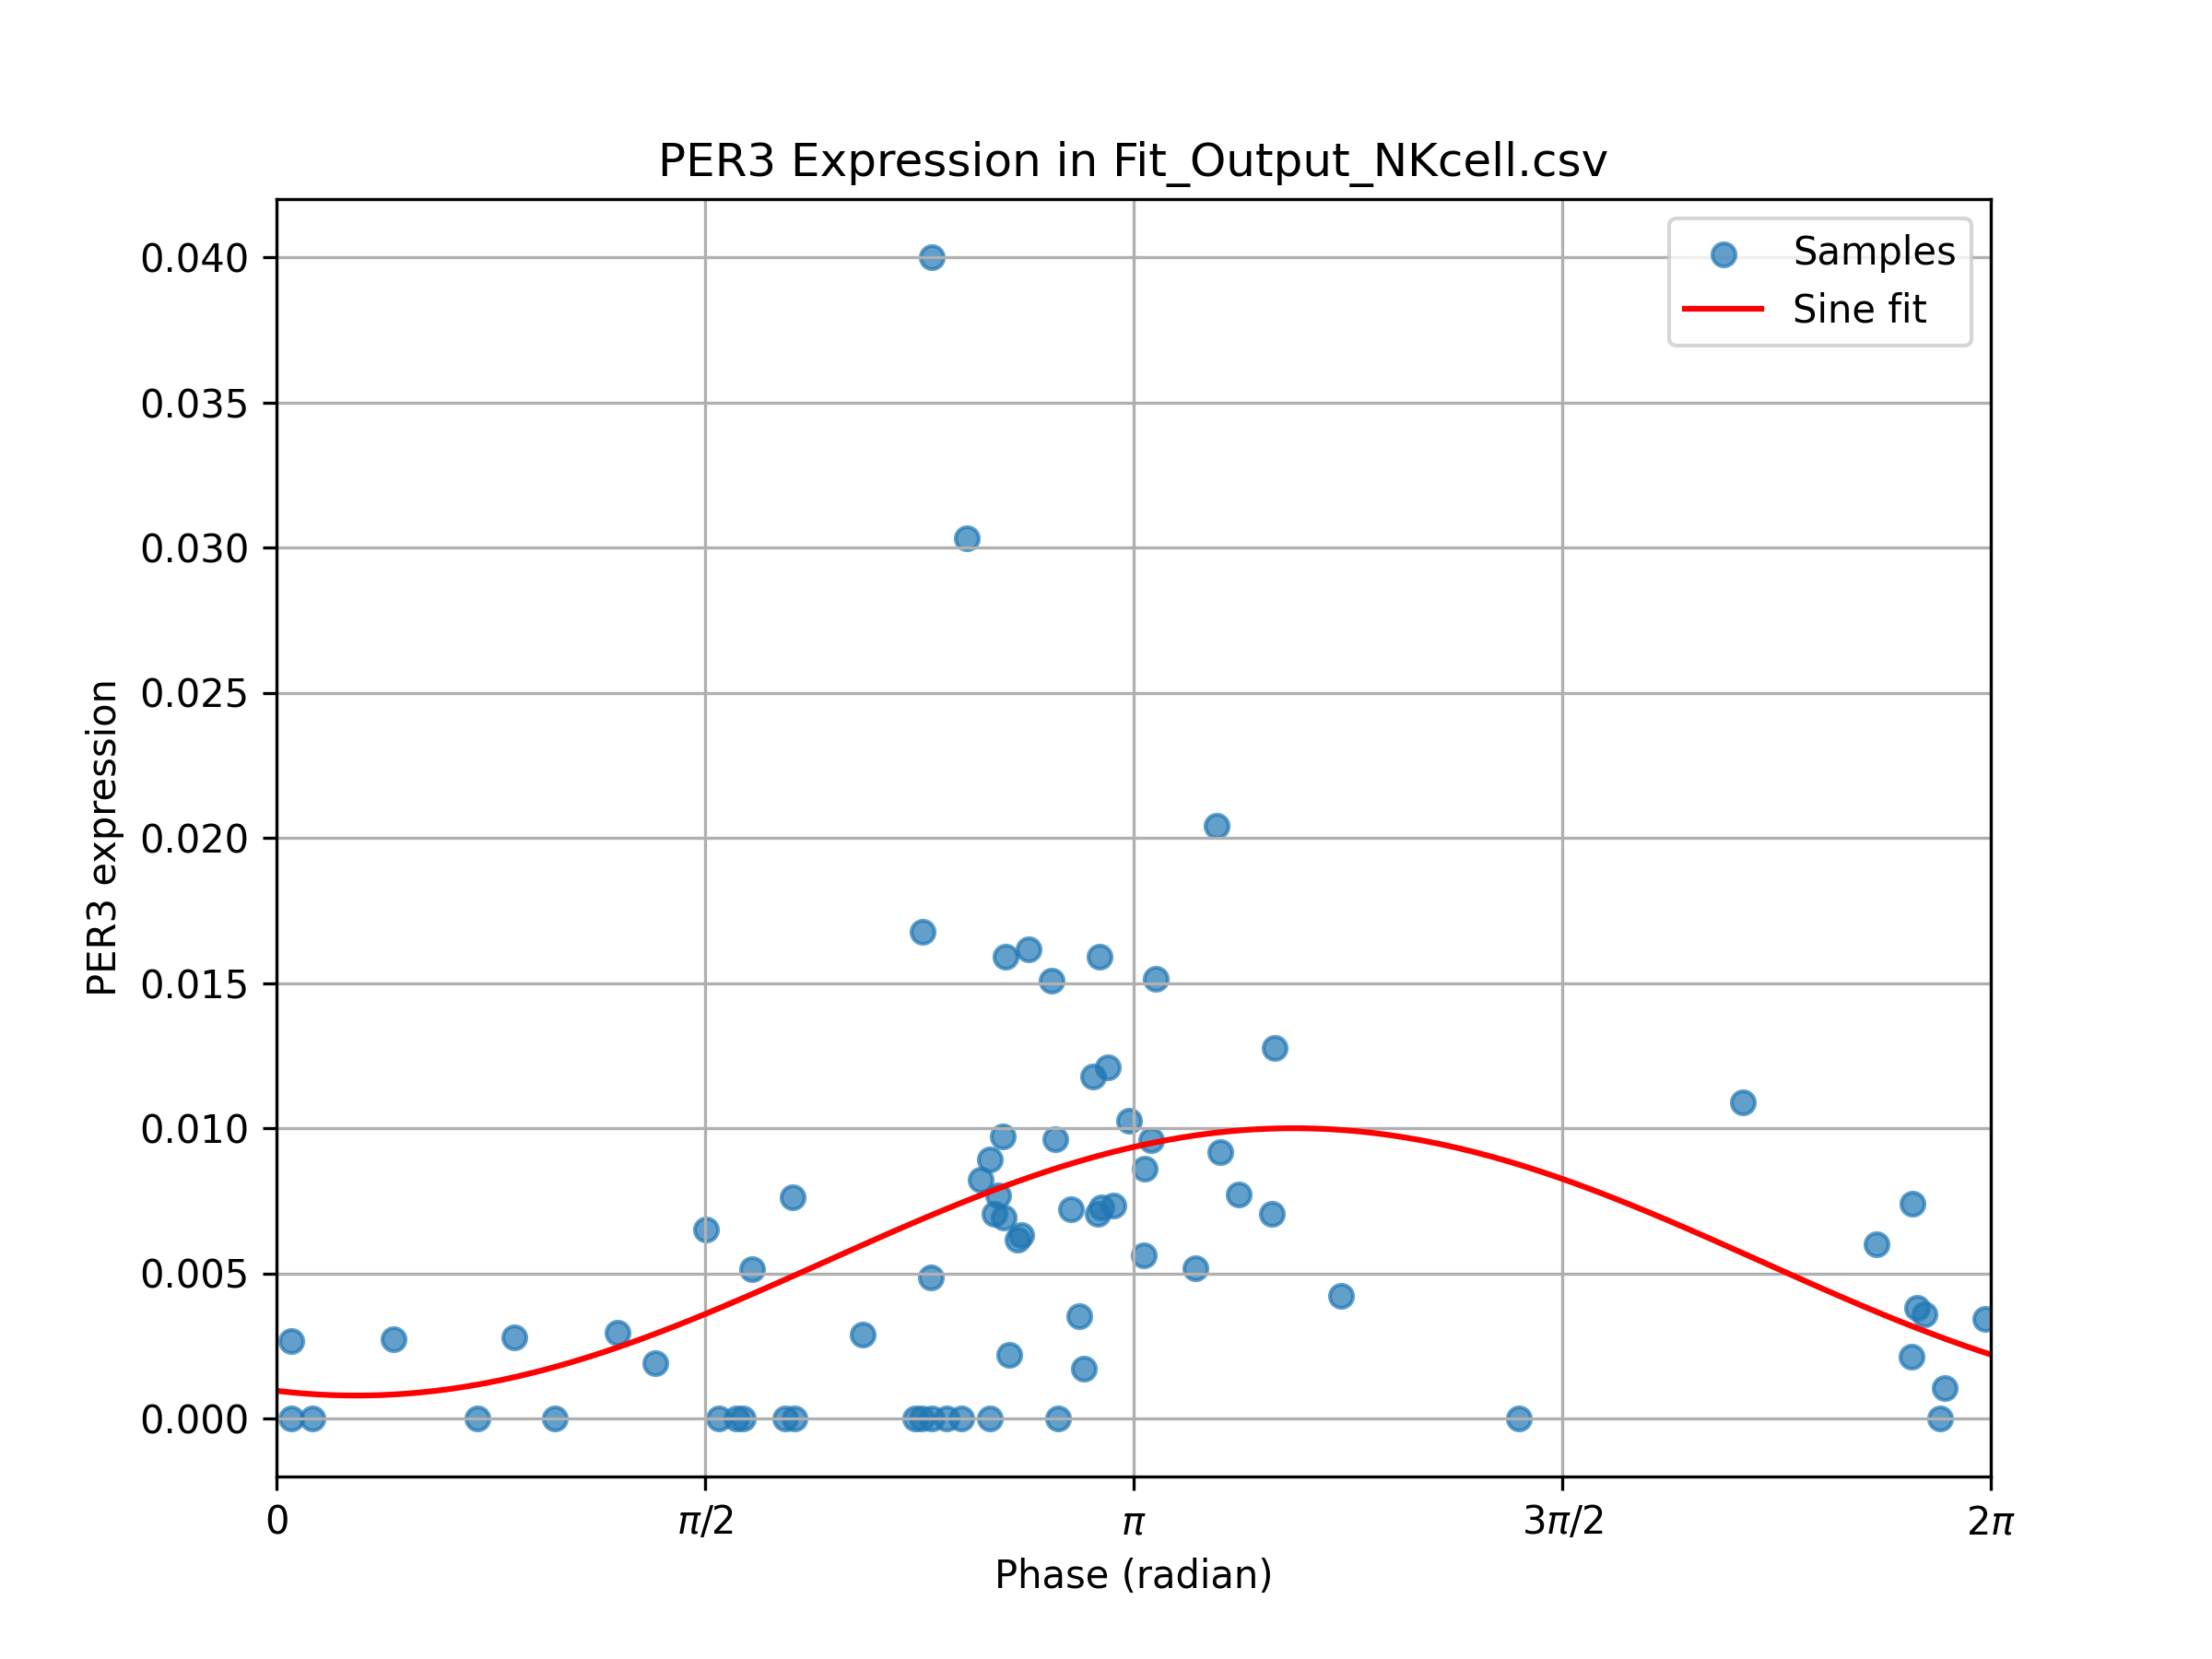 PER3 Expression in Fit_Output_NKcell.csv
Samples
Sine fit
0.040
0.035
0.030
0.025
0.020
0.015
0.010
0.005
0.000
PER3 expression
0
π/2
π
3π/2
2π
Phase (radian)